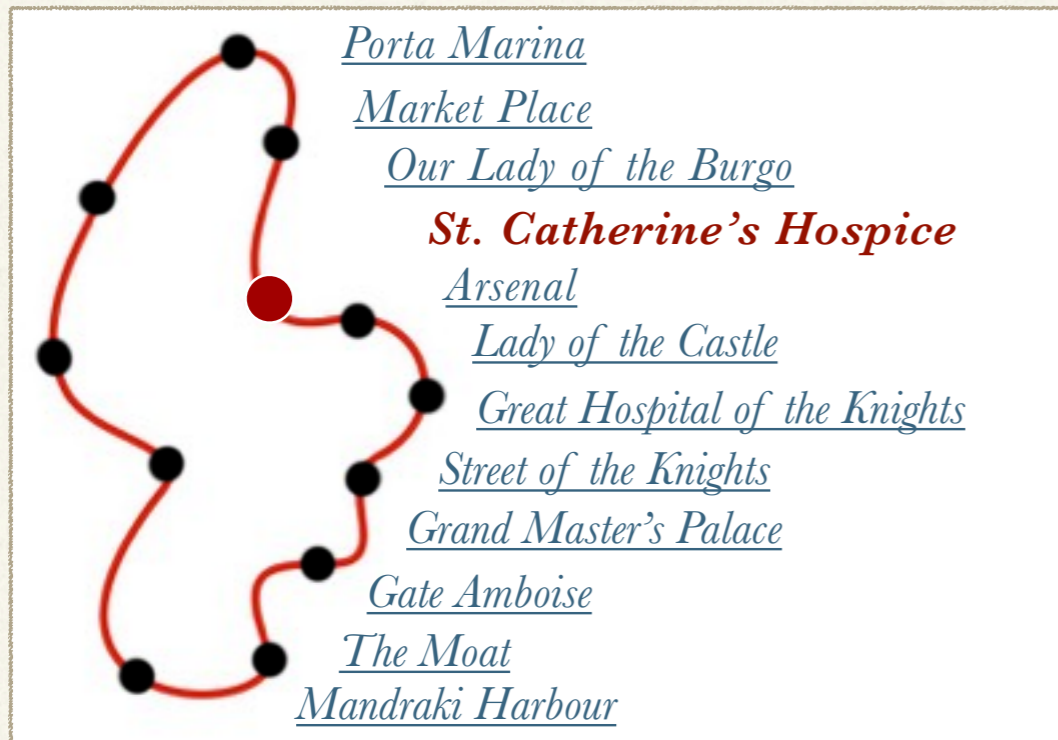 Porta Marina
Market Place
Our Lady of the Burgo
St. Catherine’s Hospice
Arsenal
Lady of the Castle
Great Hospital of the Knights
Street of the Knights
Grand Master’s Palace
Gate Amboise
The Moat
Mandraki Harbour